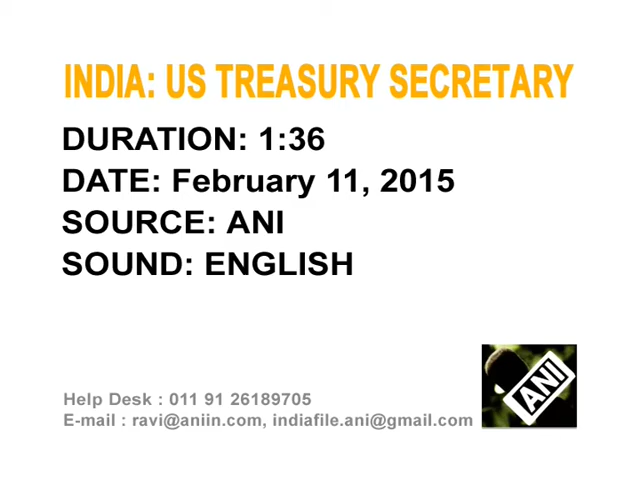 INDIA: US TREASURY SECRETARY
DURATION: 1:36
DATE: February 11, 2015
SOURCE: ANI
SOUND: ENGLISH
Help Desk : 011 91 26189705
E-mail : ravi@aniin.com, indiafile.ani@gmail.com
ANI